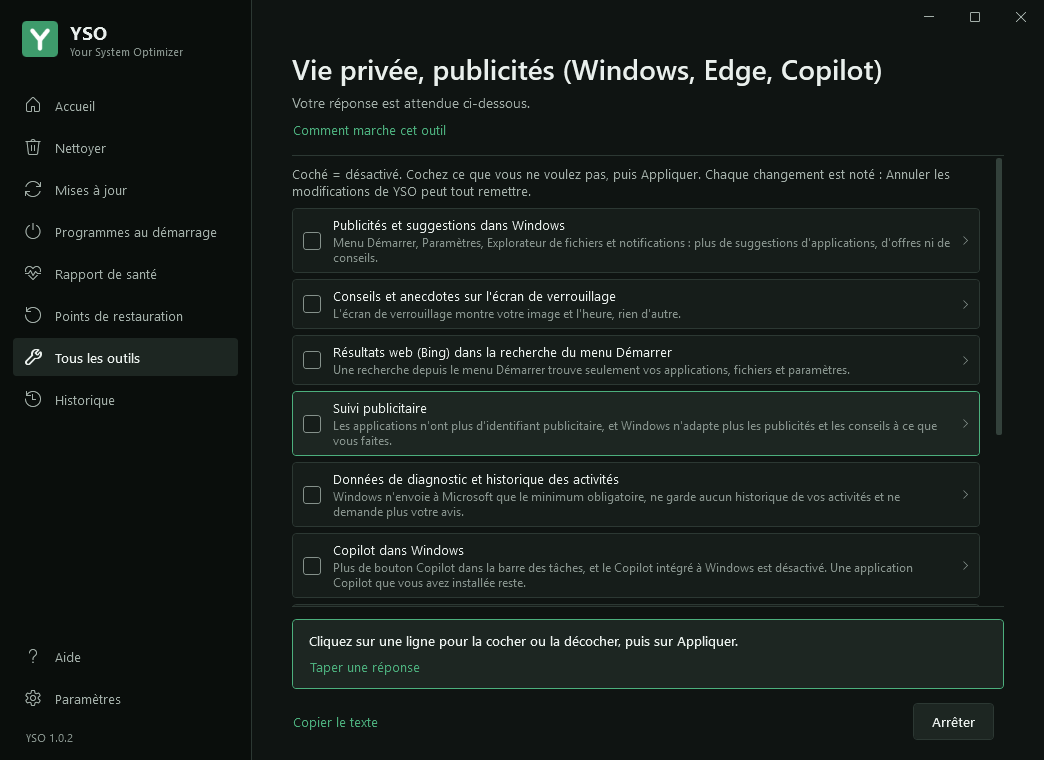 YSO
Your System Optimizer
Accueil
Nettoyer
Mises à jour
Programmes au démarrage
Rapport de santé
Points de restauration
Tous les outils
Historique
Aide
Paramètres
YSO 1.0.2
Vie privée, publicités (Windows, Edge, Copilot)
Votre réponse est attendue ci-dessous.
Comment marche cet outil
Coché = désactivé. Cochez ce que vous ne voulez pas, puis Appliquer. Chaque changement est noté : Annuler les
modifications de YSO peut tout remettre.
Publicités et suggestions dans Windows
Menu Démarrer, Paramètres, Explorateur de fichiers et notifications : plus de suggestions d'applications, d'offres ni de
conseils.
Conseils et anecdotes sur l'écran de verrouillage
L'écran de verrouillage montre votre image et l'heure, rien d'autre.
Résultats web (Bing) dans la recherche du menu Démarrer
Une recherche depuis le menu Démarrer trouve seulement vos applications, fichiers et paramètres.
Suivi publicitaire
Les applications n'ont plus d'identifiant publicitaire, et Windows n'adapte plus les publicités et les conseils à ce que
vous faites.
Données de diagnostic et historique des activités
Windows n'envoie à Microsoft que le minimum obligatoire, ne garde aucun historique de vos activités et ne
demande plus votre avis.
Copilot dans Windows
Plus de bouton Copilot dans la barre des tâches, et le Copilot intégré à Windows est désactivé. Une application
Copilot que vous avez installée reste.
Cliquez sur une ligne pour la cocher ou la décocher, puis sur Appliquer.
Taper une réponse
Copier le texte
Arrêter